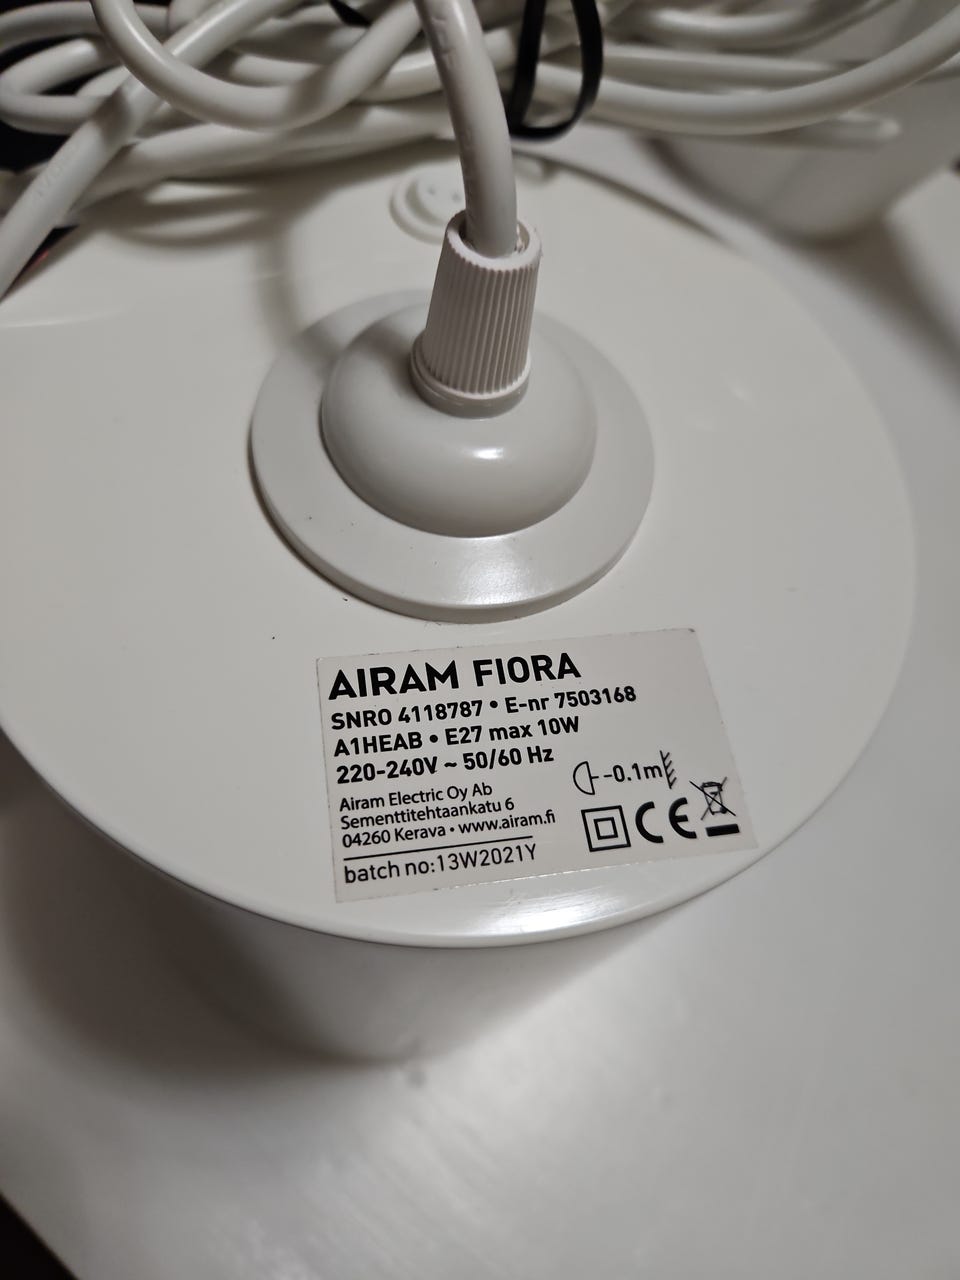 AIRAM FIORA
SNRO 4118787 • E-nr 7503168
A1HEAB • E27 max 10W
220-240V ~ 50/60 Hz
-0.1m
Airam Electric Oy Ab
Sementtitehtaankatu 6
04260 Kerava • www.airam.fi
CE
batch no:13W2021Y